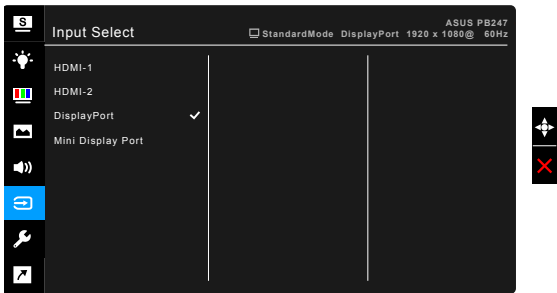 S
ASUS PB247
Input Select
StandardMode DisplayPort 1920 x 1080@ 60Hz
HDMI-1
HDMI-2
DisplayPort
Mini Display Port